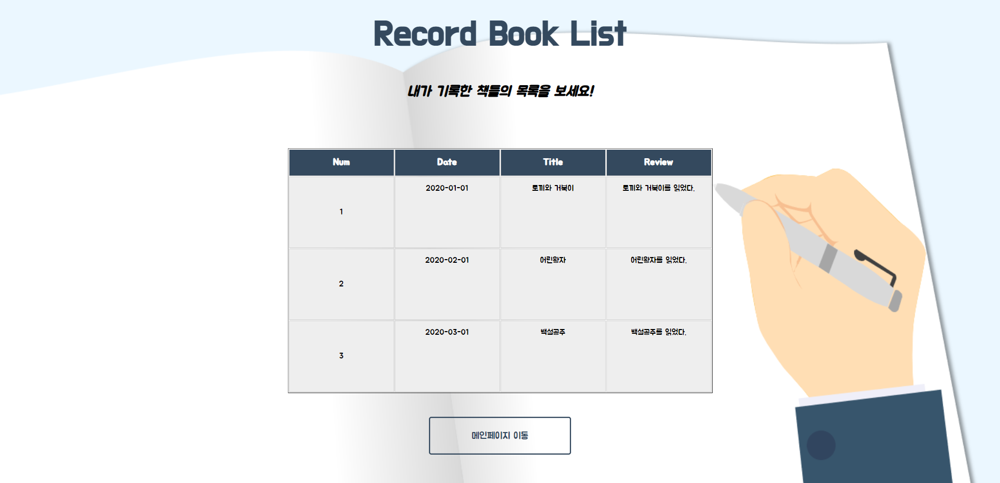 Record Book List
내가 기록한 책들의 목록을 보세요!
Num Date Title Review
1 2020-01-01 토끼와 거북이 토끼와 거북이를 읽었다.
2 2020-02-01 어린왕자 어린왕자를 읽었다.
3 2020-03-01 백설공주 백설공주를 읽었다.
메인페이지 이동